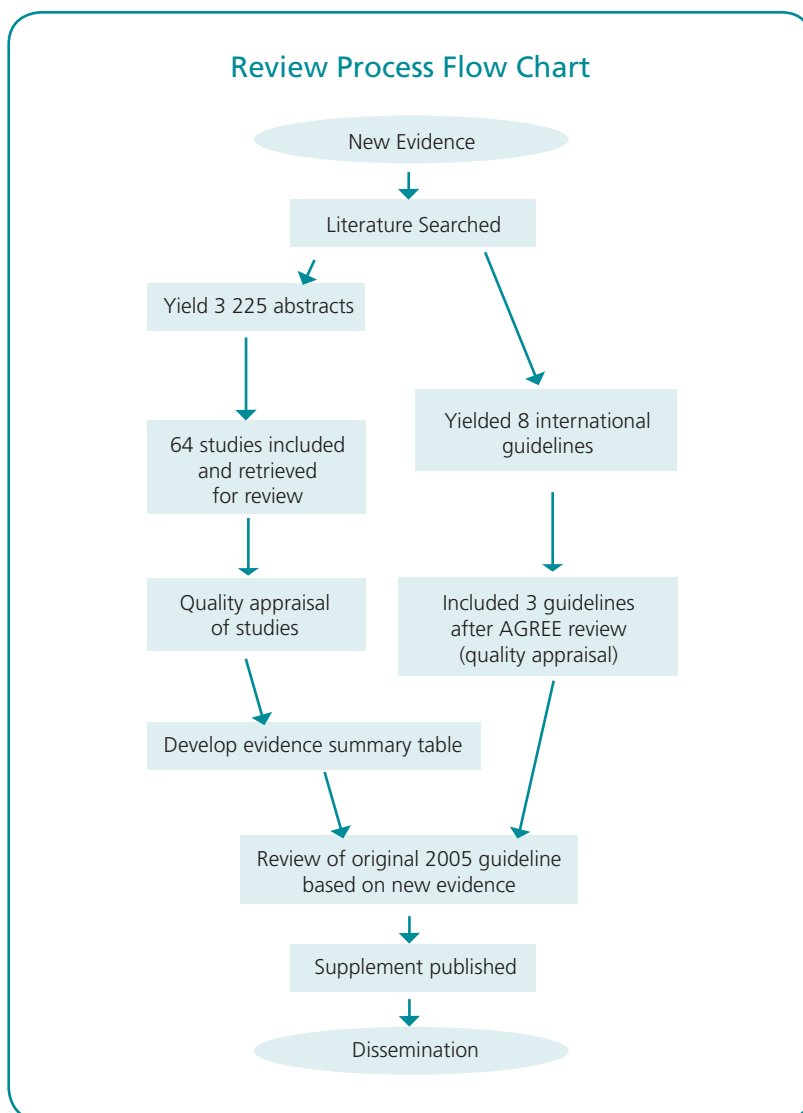 Review Process Flow Chart
New Evidence
Literature Searched
Yield 3 225 abstracts
64 studies included
and retrieved
for review
Quality appraisal
of studies
Develop evidence summary table
Yielded 8 international
guidelines
Included 3 guidelines
after AGREE review
(quality appraisal)
Review of original 2005 guideline
based on new evidence
Supplement published
Dissemination